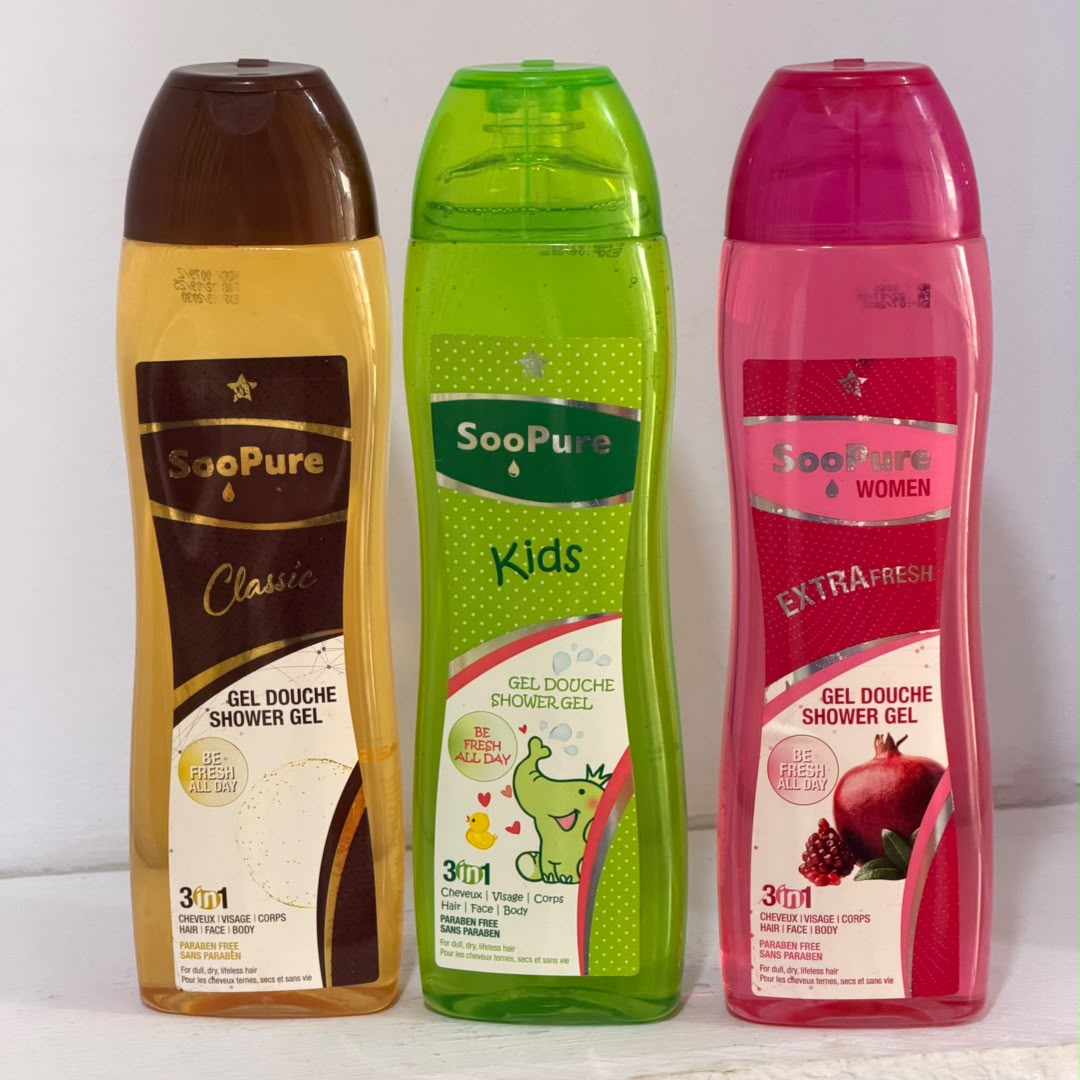 SooPure
Classic
GEL DOUCHE
SHOWER GEL
BE
FRESH
ALL DAY
3in1
CHEVEUX | VISAGE | CORPS
HAIR | FACE | BODY
PARABEN FREE
SANS PARABÈN
For dull, dry, lifeless hair
Pour les cheveux ternes, secs et sans vie
SooPure
Kids
GEL DOUCHE
SHOWER GEL
BE
FRESH
ALL DAY
3in1
Cheveux | Visage | Corps
Hair | Face | Body
PARABEN FREE
SANS PARABEN
For dull, dry, lifeless hair
Pour les cheveux ternes, secs et sans vie
SooPure
WOMEN
EXTRA FRESH
GEL DOUCHE
SHOWER GEL
BE
FRESH
ALL DAY
3in1
CHEVEUX | VISAGE | CORPS
HAIR | FACE | BODY
PARABEN FREE
SANS PARABEN
For dull, dry, lifeless hair
Pour les cheveux ternes, secs et sans vie